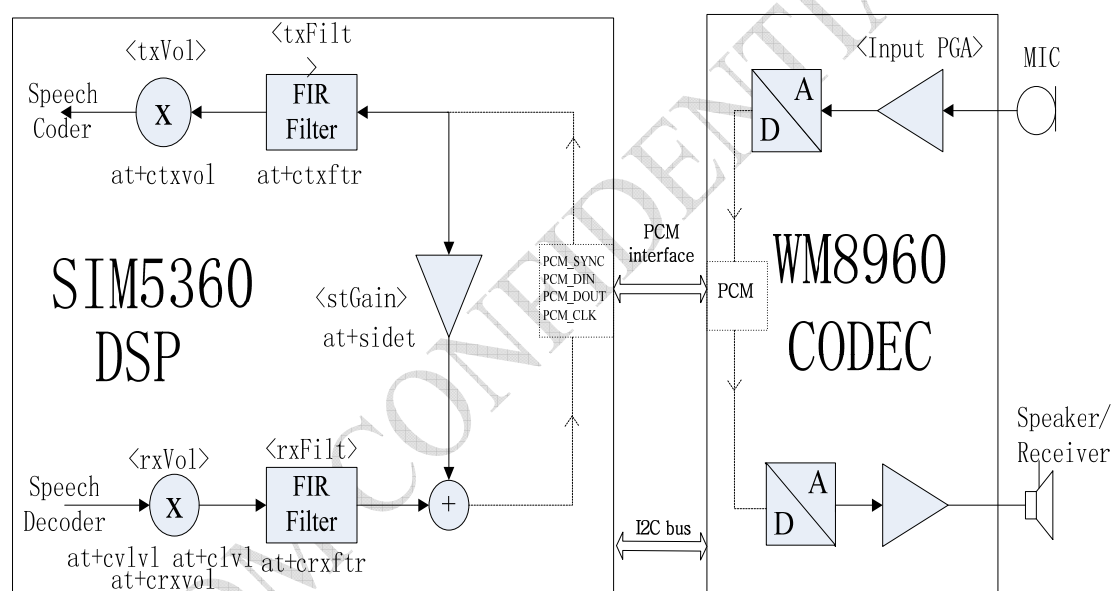 <txFilt
>
<txVol>
<Input PGA>
MIC
Speech
Coder
X
FIR
Filter
A
D
at+ctxvol
at+ctxftr
SIM5360
DSP
<stGain>
at+sidet
PCM_SYNC
PCM_DIN
PCM_DOUT
PCM_CLK
PCM
interface
PCM
WM8960
CODEC
<rxVol>
<rxFilt>
Speech
Decoder
X
FIR
Filter
+
A
D
Speaker/
Receiver
I2C bus
at+cvlvl at+clvl at+crxftr
at+crxvol
COM CONFIDENTIA